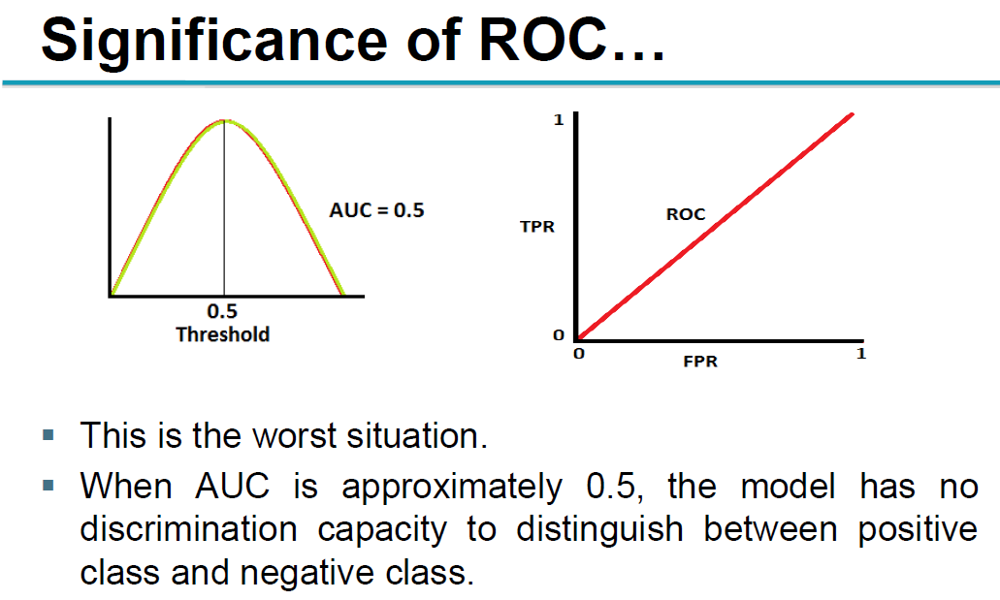 Significance of ROC…
AUC = 0.5
0.5
Threshold
1
TPR
ROC
0
0
1
FPR
▪ This is the worst situation.
▪ When AUC is approximately 0.5, the model has no
discrimination capacity to distinguish between positive
class and negative class.